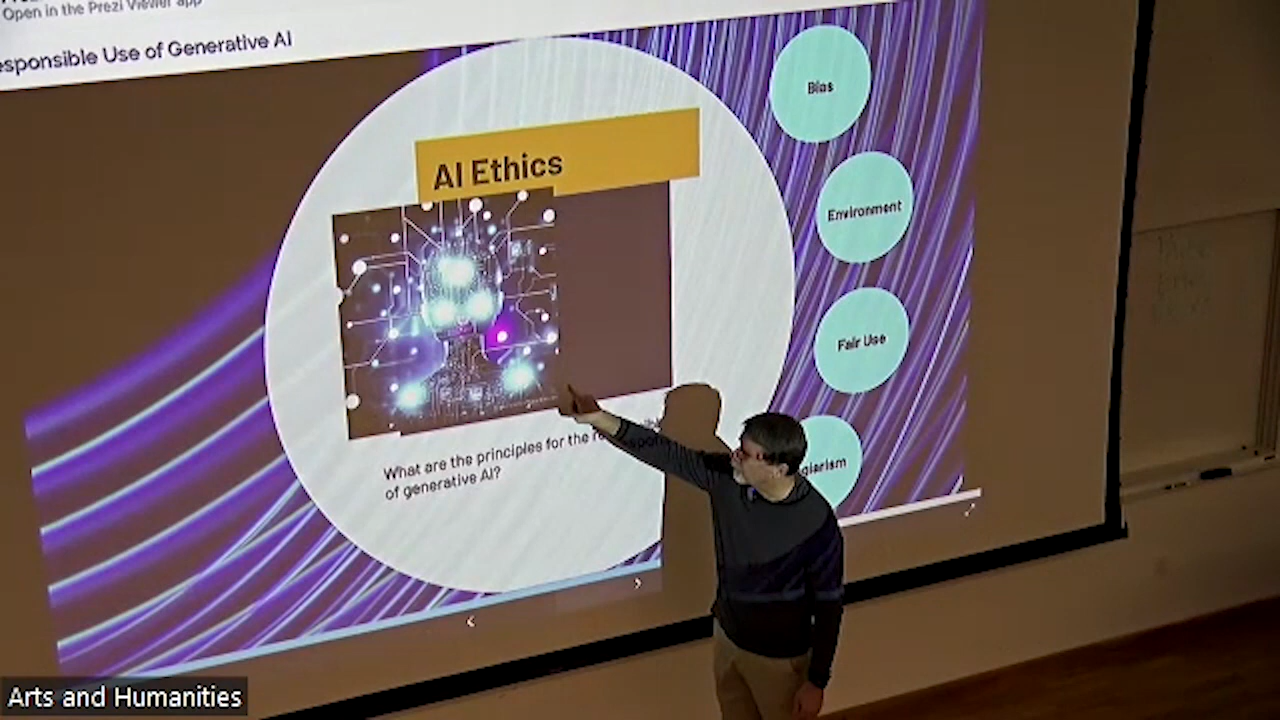 Open in the Prezi Viewer app
esponsible Use of Generative AI
AI Ethics
What are the principles for the
of generative AI?
Bias
Environment
Fair Use
giarism
Arts and Humanities